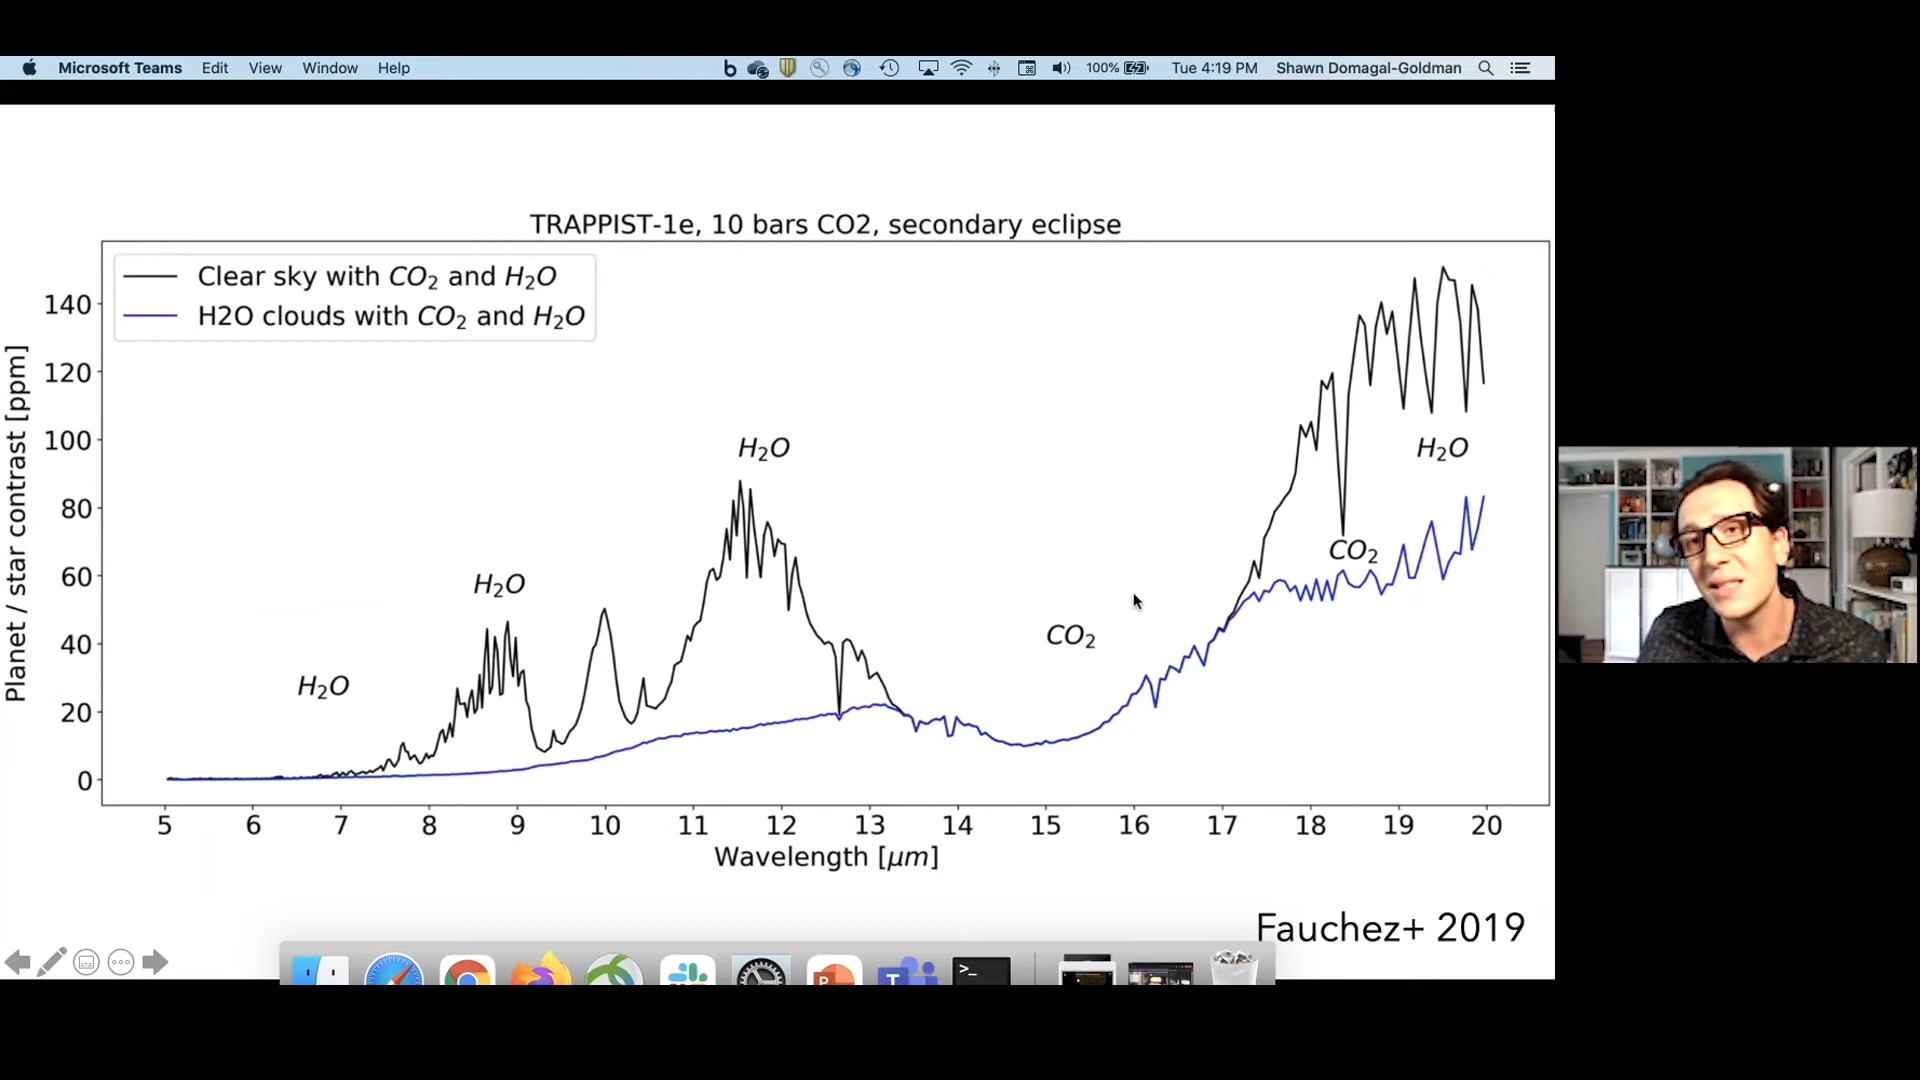 Microsoft Teams Edit View Window Help 100% Tue 4:19 PM Shawn Domagal-Goldman
TRAPPIST-1e, 10 bars CO2, secondary eclipse
Clear sky with CO₂ and H₂O
H2O clouds with CO₂ and H₂O
Planet / star contrast [ppm]
140
120
100
80
60
40
20
0
H₂O
H₂O
H₂O
CO₂
CO₂
H₂O
5 6 7 8 9 10 11 12 13 14 15 16 17 18 19 20
Wavelength [μm]
Fauchez+ 2019